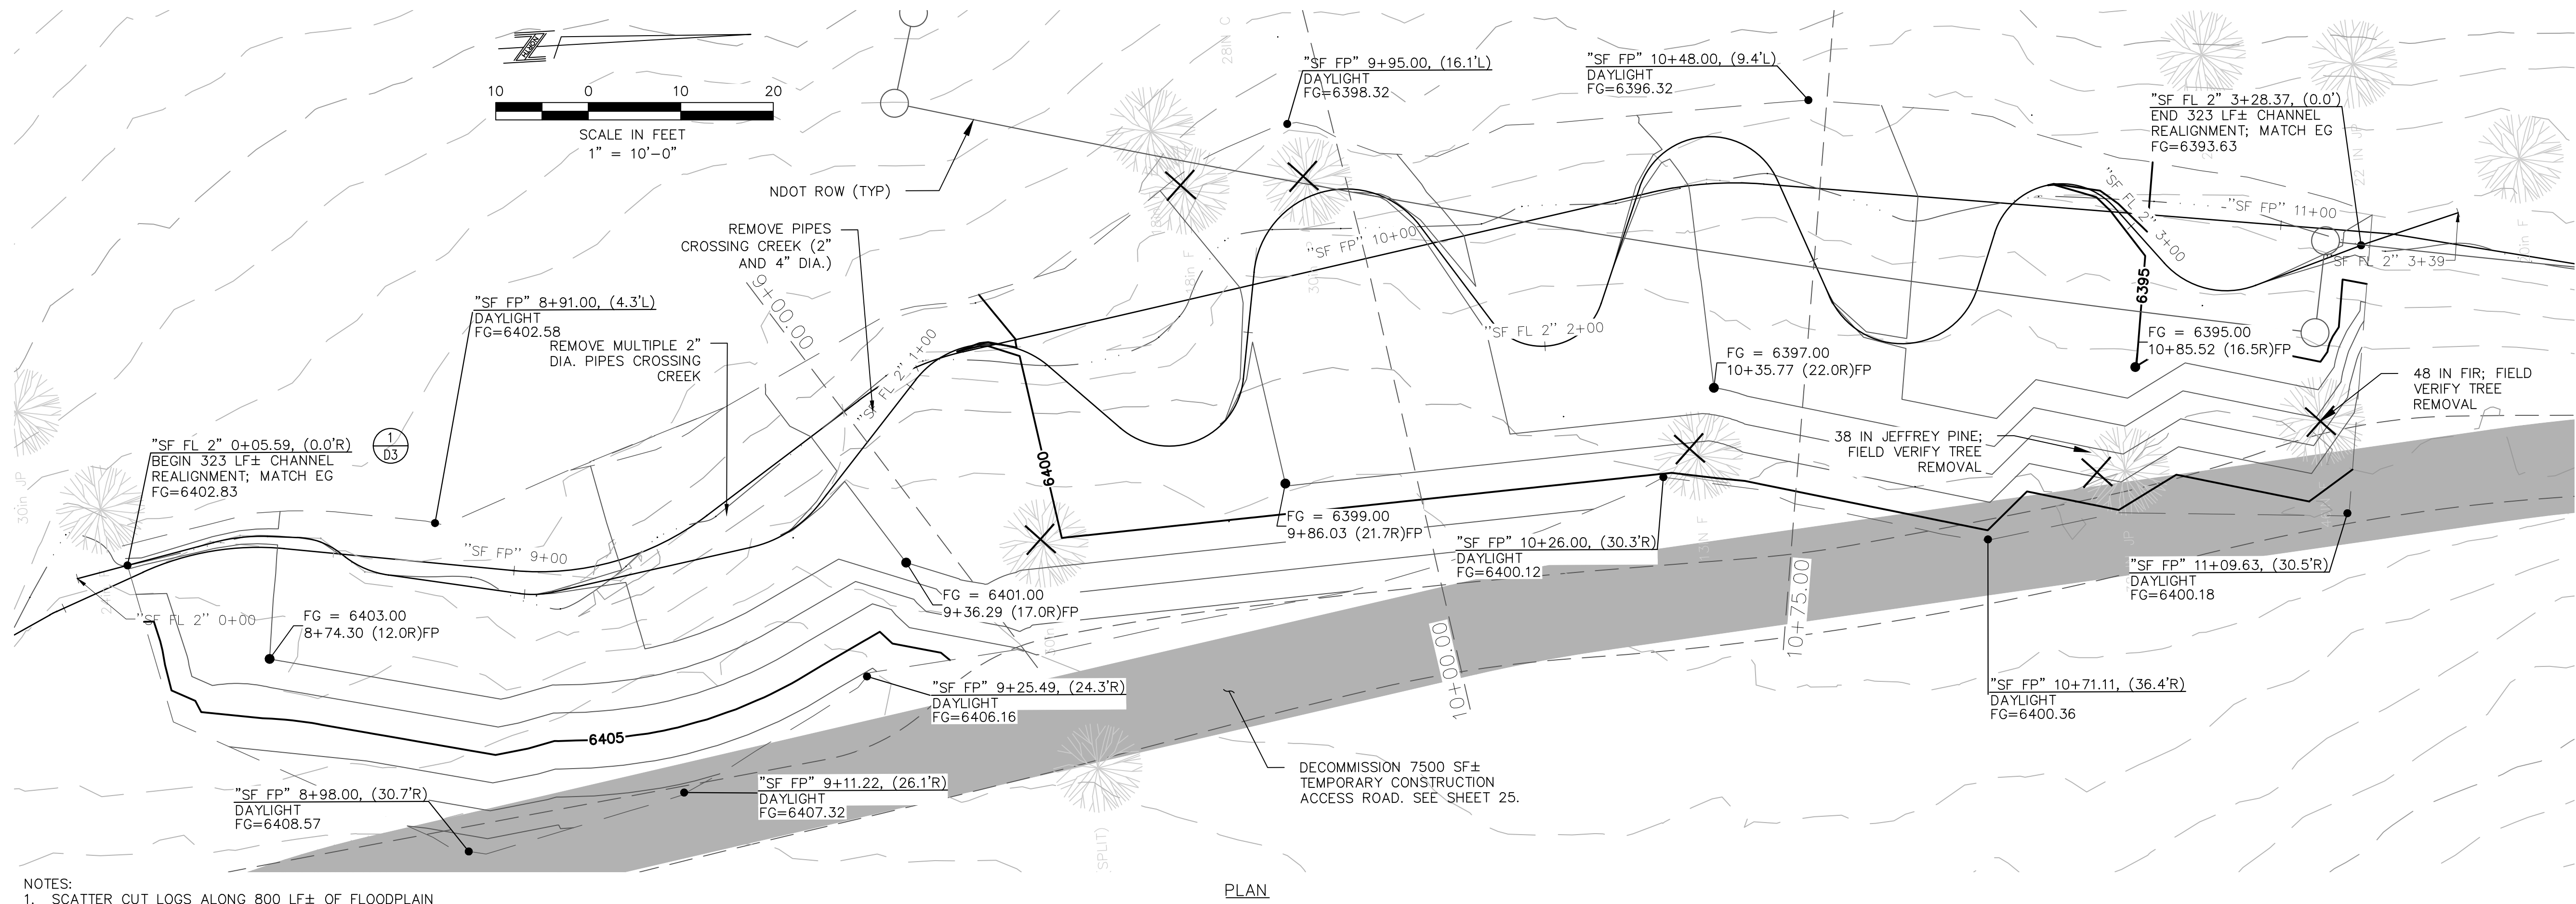 NORTH
10 0 10 20
SCALE IN FEET
1" = 10'-0"
NDOT ROW (TYP)
28IN C
"SF FP" 9+95.00, (16.1'L)
DAYLIGHT
FG=6398.32
"SF FP" 10+48.00, (9.4'L)
DAYLIGHT
FG=6396.32
"SF FL 2" 3+28.37, (0.0')
END 323 LF± CHANNEL
REALIGNMENT; MATCH EG
FG=6393.63
22 IN JP
REMOVE PIPES
CROSSING CREEK (2"
AND 4" DIA.)
9+00.00
"SF FP" 8+91.00, (4.3'L)
DAYLIGHT
FG=6402.58
REMOVE MULTIPLE 2"
DIA. PIPES CROSSING
CREEK
"SF FL 2" 1+00
18in F
"SF FP" 10+00
"SF FL 2" 2+00
"SF FL 2" 3+00
"SF FP" 11+00
"SF FL 2" 3+39
6395
FG = 6395.00
10+85.52 (16.5R)FP
FG = 6397.00
10+35.77 (22.0R)FP
48 IN FIR; FIELD
VERIFY TREE
REMOVAL
38 IN JEFFREY PINE;
FIELD VERIFY TREE
REMOVAL
30in JP
"SF FL 2" 0+05.59, (0.0'R)
BEGIN 323 LF± CHANNEL
REALIGNMENT; MATCH EG
FG=6402.83
1
D3
6400
"SF FP" 9+00
FG = 6399.00
9+86.03 (21.7R)FP
"SF FP" 10+26.00, (30.3'R)
DAYLIGHT
FG=6400.12
13IN F
"SF FP" 11+09.63, (30.5'R)
DAYLIGHT
FG=6400.18
"SF FL 2" 0+00
FG = 6403.00
8+74.30 (12.0R)FP
FG = 6401.00
9+36.29 (17.0R)FP
10+00.00
10+75.00
"SF FP" 9+25.49, (24.3'R)
DAYLIGHT
FG=6406.16
"SF FP" 10+71.11, (36.4'R)
DAYLIGHT
FG=6400.36
6405
DECOMMISSION 7500 SF±
TEMPORARY CONSTRUCTION
ACCESS ROAD. SEE SHEET 25.
"SF FP" 9+11.22, (26.1'R)
DAYLIGHT
FG=6407.32
"SF FP" 8+98.00, (30.7'R)
DAYLIGHT
FG=6408.57
SPLIT)
PLAN
NOTES:
1. SCATTER CUT LOGS ALONG 800 LF± OF FLOODPLAIN